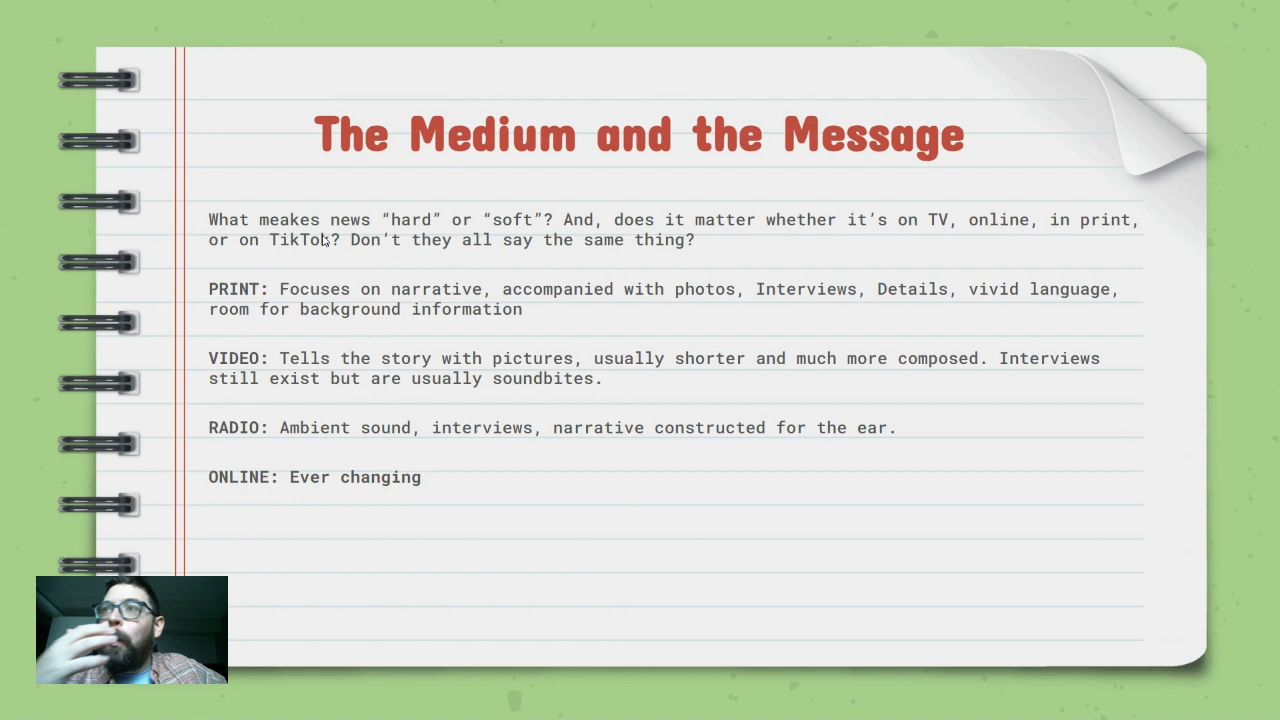 The Medium and the Message
What meakes news “hard” or “soft”? And, does it matter whether it’s on TV, online, in print,
or on TikTok? Don’t they all say the same thing?
PRINT: Focuses on narrative, accompanied with photos, Interviews, Details, vivid language,
room for background information
VIDEO: Tells the story with pictures, usually shorter and much more composed. Interviews
still exist but are usually soundbites.
RADIO: Ambient sound, interviews, narrative constructed for the ear.
ONLINE: Ever changing